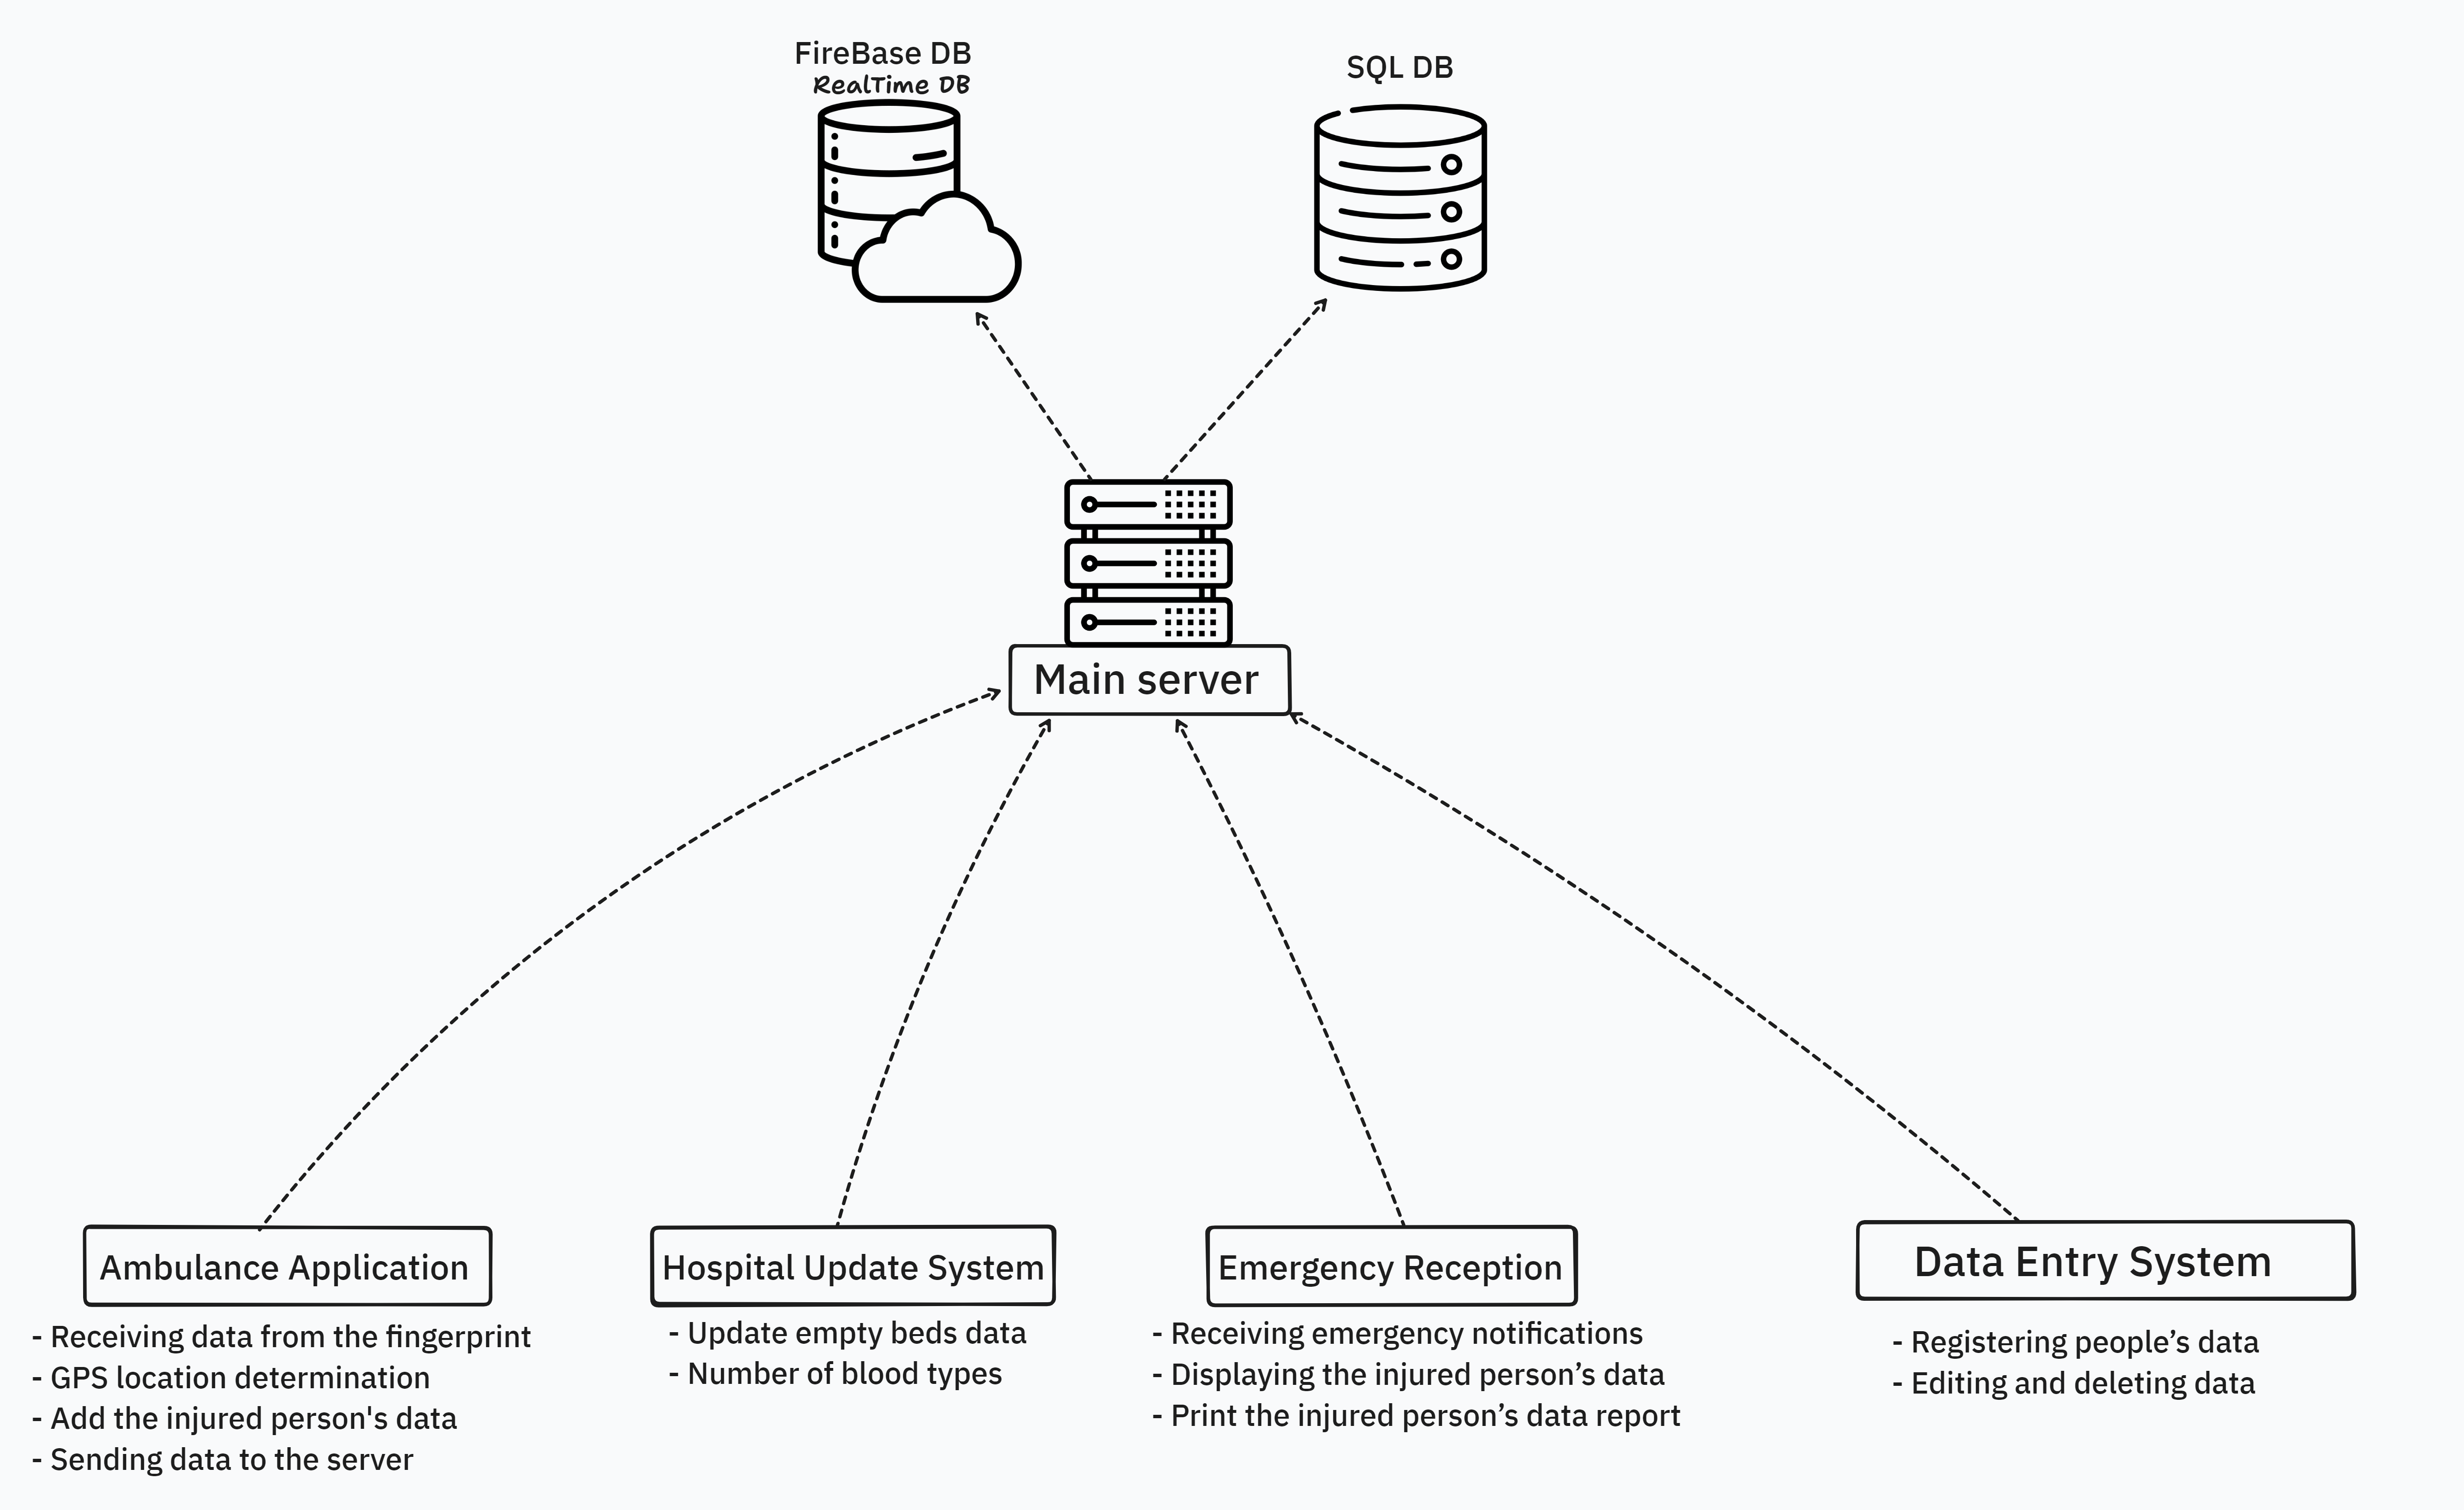 FireBase DB
RealTime DB
SQL DB
Main server
Ambulance Application
- Receiving data from the fingerprint
- GPS location determination
- Add the injured person's data
- Sending data to the server
Hospital Update System
- Update empty beds data
- Number of blood types
Emergency Reception
- Receiving emergency notifications
- Displaying the injured person’s data
- Print the injured person’s data report
Data Entry System
- Registering people’s data
- Editing and deleting data